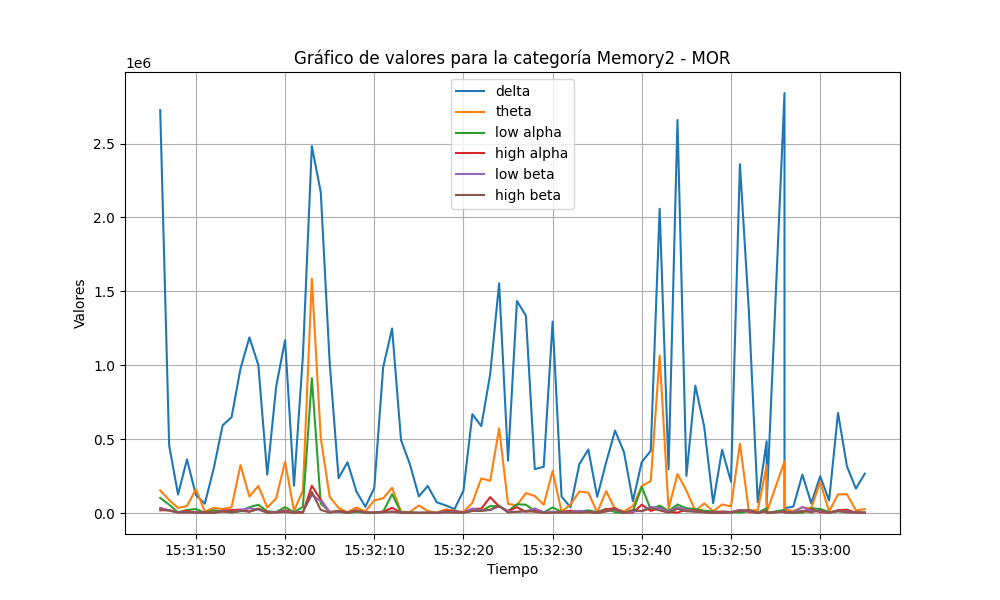 Gráfico de valores para la categoría Memory2 - MOR
1e6
delta
theta
low alpha
high alpha
low beta
high beta
2.5
2.0
1.5
1.0
0.5
0.0
Valores
15:31:50 15:32:00 15:32:10 15:32:20 15:32:30 15:32:40 15:32:50 15:33:00
Tiempo